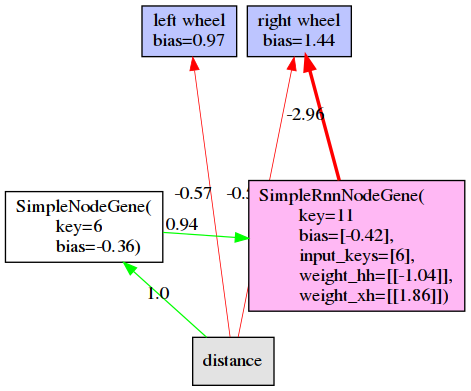 left wheel
bias=0.97
right wheel
bias=1.44
-2.96
SimpleNodeGene(
key=6
bias=-0.36)
0.94
-0.57
SimpleRnnNodeGene(
key=11
bias=[-0.42],
input_keys=[6],
weight_hh=[[-1.04]],
weight_xh=[[1.86]])
1.0
distance